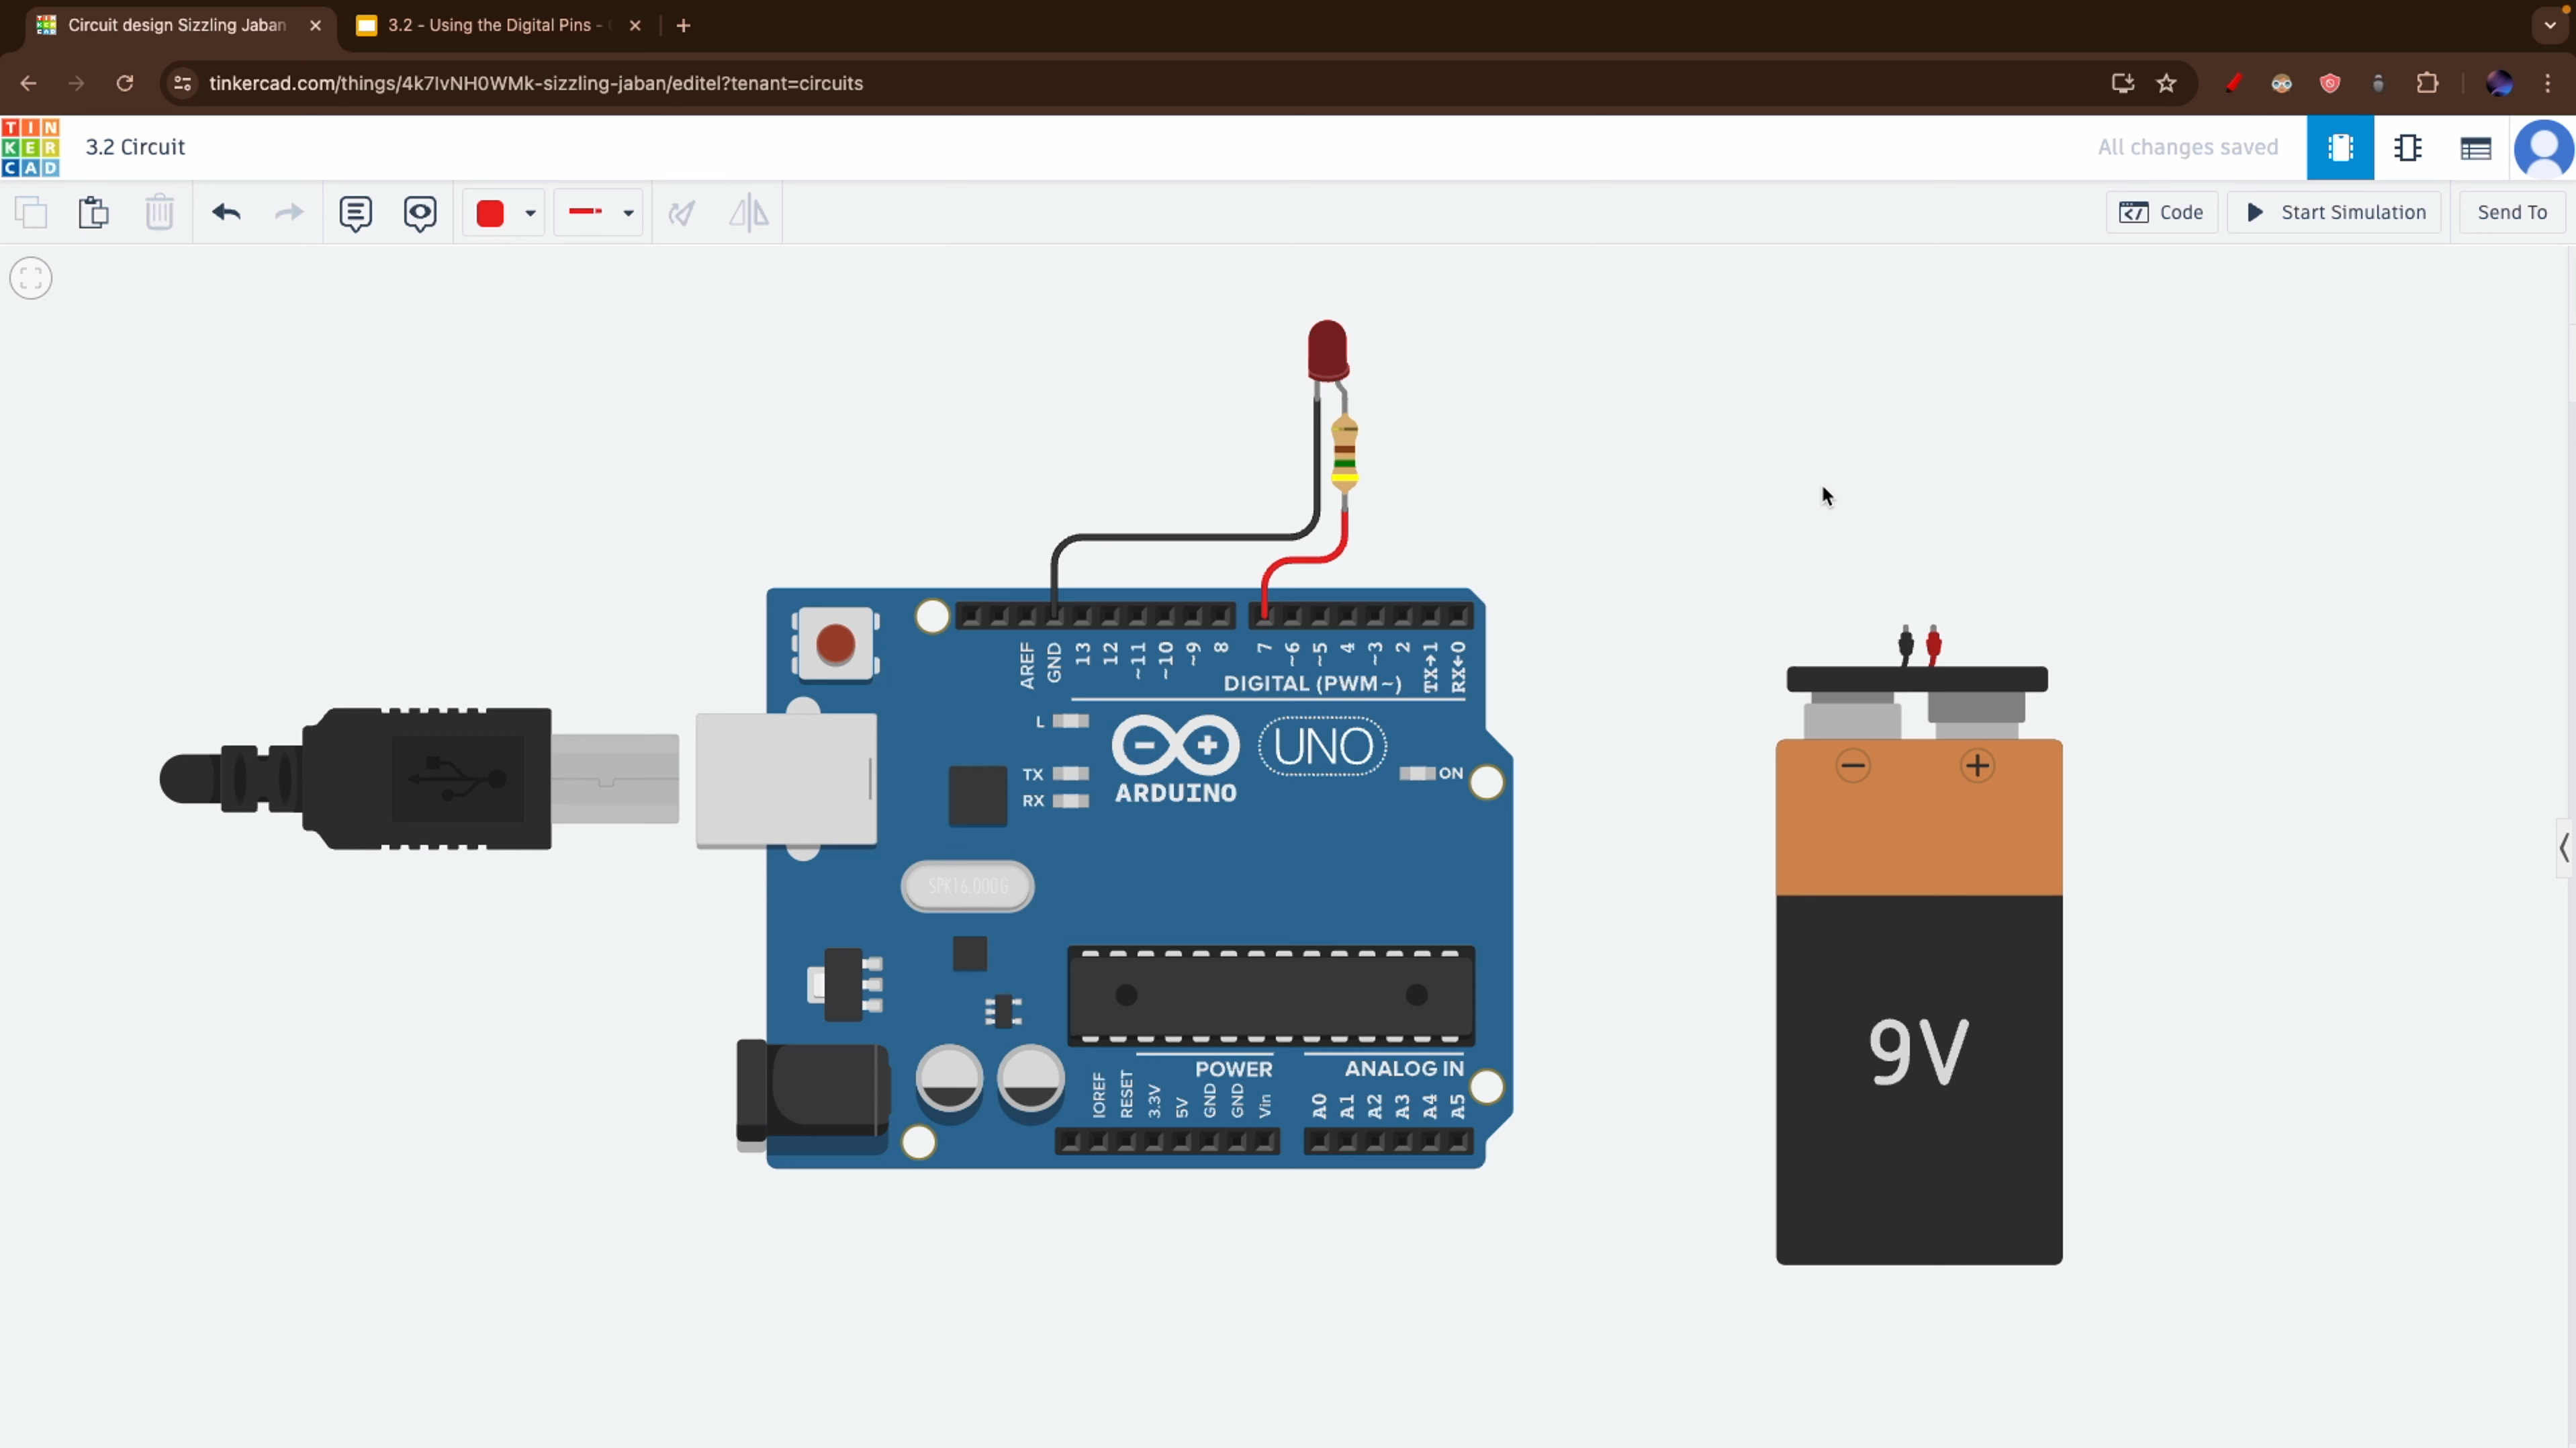 Circuit design Sizzling Jaban
3.2 - Using the Digital Pins -
tinkercad.com/things/4k7IvNH0WMk-sizzling-jaban/editel?tenant=circuits
TIN
KER
CAD
3.2 Circuit
All changes saved
Code
Start Simulation
Send To
AREF
GND
13
12
~11
~10
~9
8
7
~6
~5
4
~3
2
TX→1
RX←0
DIGITAL (PWM~)
L
TX
RX
ARDUINO
UNO
ON
SPK16.000G
POWER
ANALOG IN
IOREF
RESET
3.3V
5V
GND
GND
Vin
A0
A1
A2
A3
A4
A5
9V